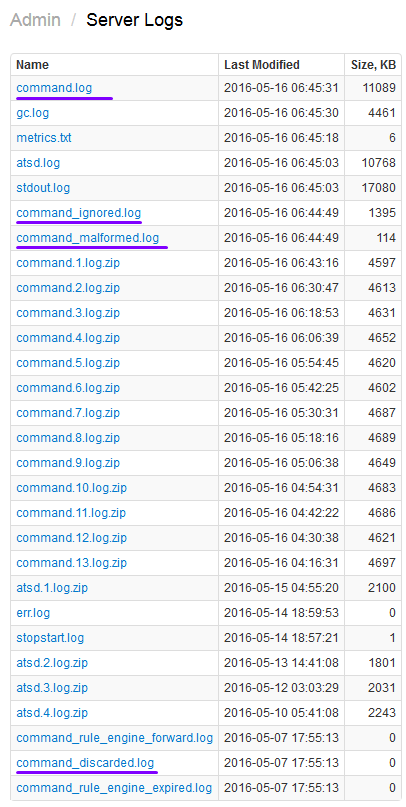 Admin / Server Logs
Name Last Modified Size, KB
command.log 2016-05-16 06:45:31 11089
gc.log 2016-05-16 06:45:30 4461
metrics.txt 2016-05-16 06:45:18 6
atsd.log 2016-05-16 06:45:03 10768
stdout.log 2016-05-16 06:45:03 17080
command_ignored.log 2016-05-16 06:44:49 1395
command_malformed.log 2016-05-16 06:44:49 114
command.1.log.zip 2016-05-16 06:43:16 4597
command.2.log.zip 2016-05-16 06:30:47 4613
command.3.log.zip 2016-05-16 06:18:53 4631
command.4.log.zip 2016-05-16 06:06:39 4652
command.5.log.zip 2016-05-16 05:54:45 4620
command.6.log.zip 2016-05-16 05:42:25 4602
command.7.log.zip 2016-05-16 05:30:31 4687
command.8.log.zip 2016-05-16 05:18:16 4689
command.9.log.zip 2016-05-16 05:06:38 4649
command.10.log.zip 2016-05-16 04:54:31 4683
command.11.log.zip 2016-05-16 04:42:22 4686
command.12.log.zip 2016-05-16 04:30:38 4621
command.13.log.zip 2016-05-16 04:16:31 4697
atsd.1.log.zip 2016-05-15 04:55:20 2100
err.log 2016-05-14 18:59:53 0
stopstart.log 2016-05-14 18:57:21 1
atsd.2.log.zip 2016-05-13 14:41:08 1801
atsd.3.log.zip 2016-05-12 03:03:29 2031
atsd.4.log.zip 2016-05-10 05:41:08 2243
command_rule_engine_forward.log 2016-05-07 17:55:13 0
command_discarded.log 2016-05-07 17:55:13 0
command_rule_engine_expired.log 2016-05-07 17:55:13 0